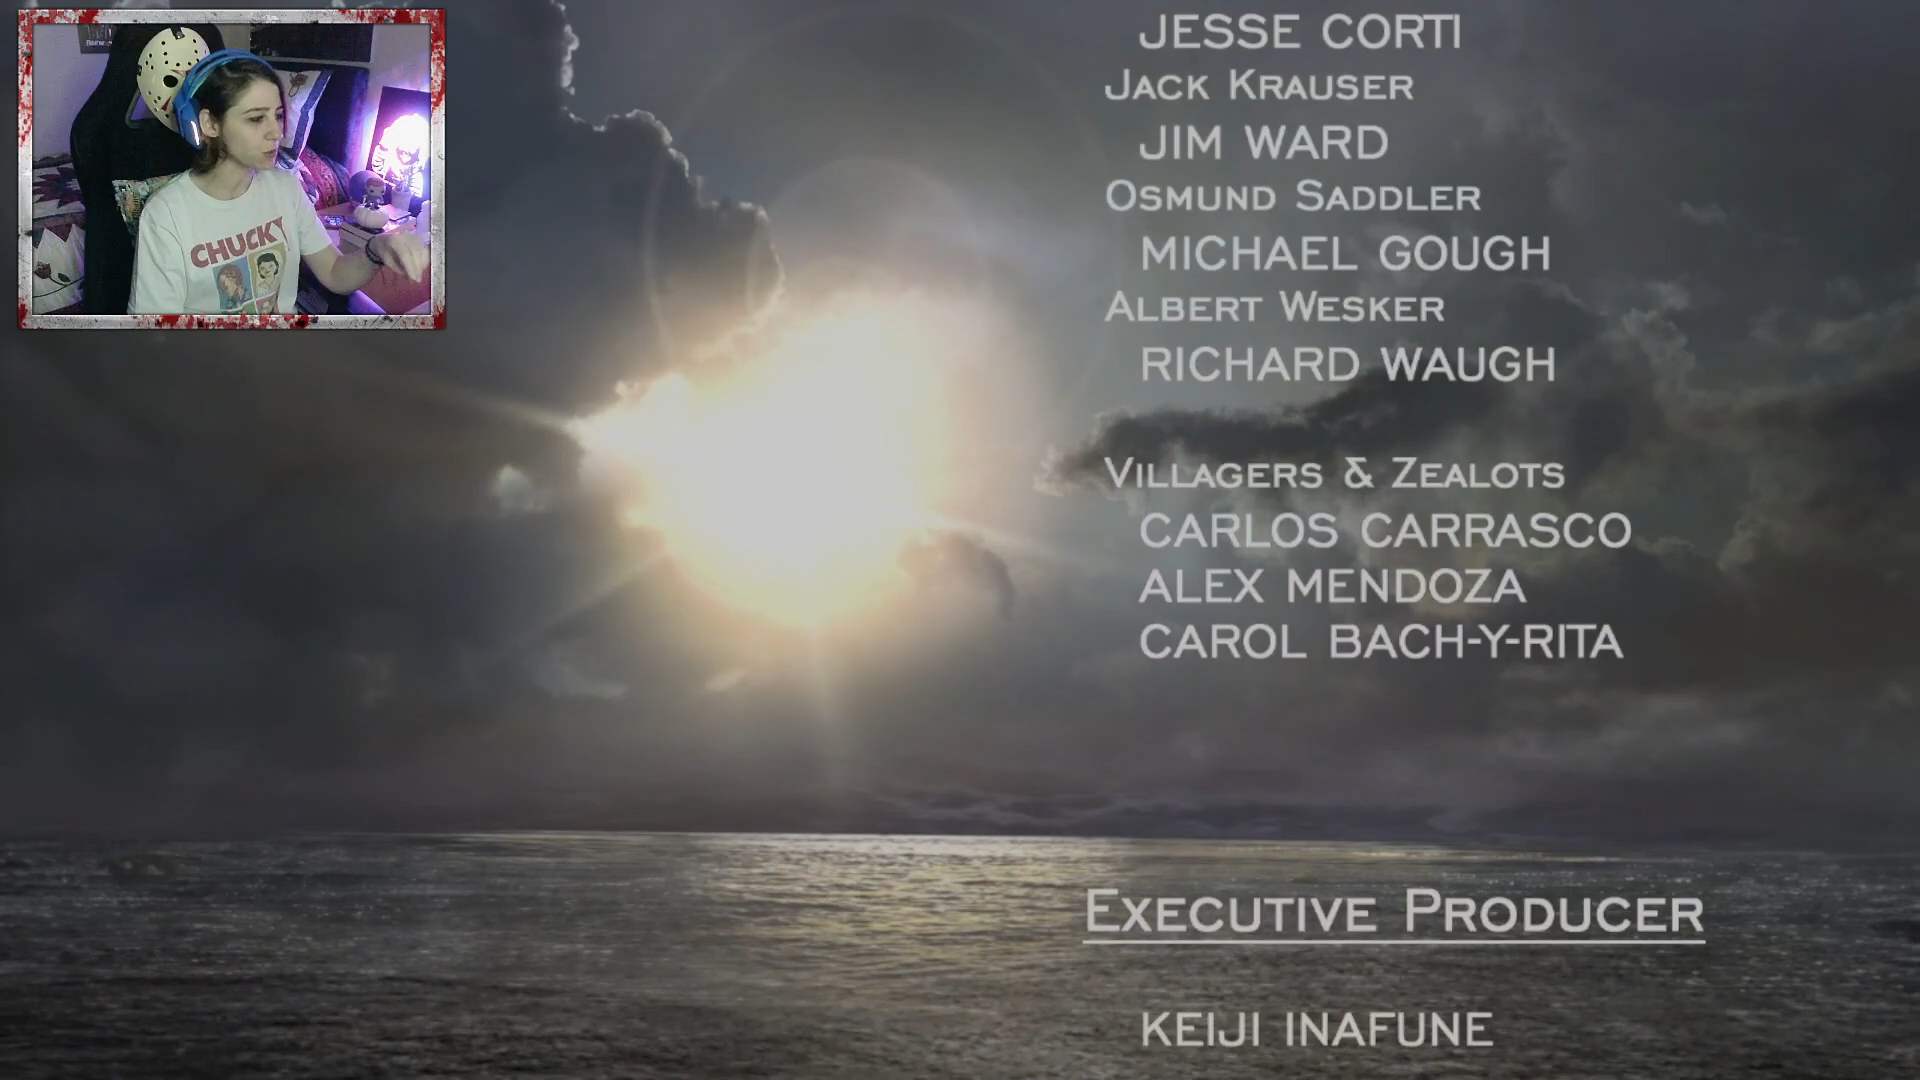 CHUCKY
JESSE CORTI
JACK KRAUSER
JIM WARD
OSMUND SADDLER
MICHAEL GOUGH
ALBERT WESKER
RICHARD WAUGH
VILLAGERS & ZEALOTS
CARLOS CARRASCO
ALEX MENDOZA
CAROL BACH-Y-RITA
EXECUTIVE PRODUCER
KEIJI INAFUNE